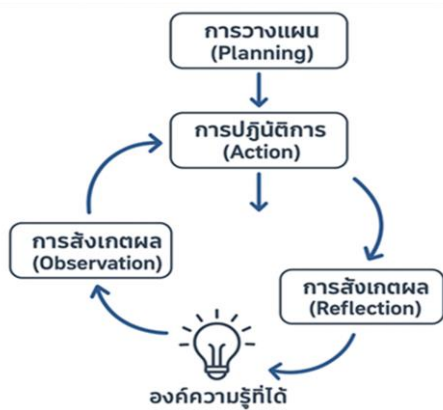 การวางแผน
(Planning)
การปฏินัติการ
(Action)
การสังเกตผล
(Observation)
การสังเกตผล
(Reflection)
องค์ความรู้ที่ได้